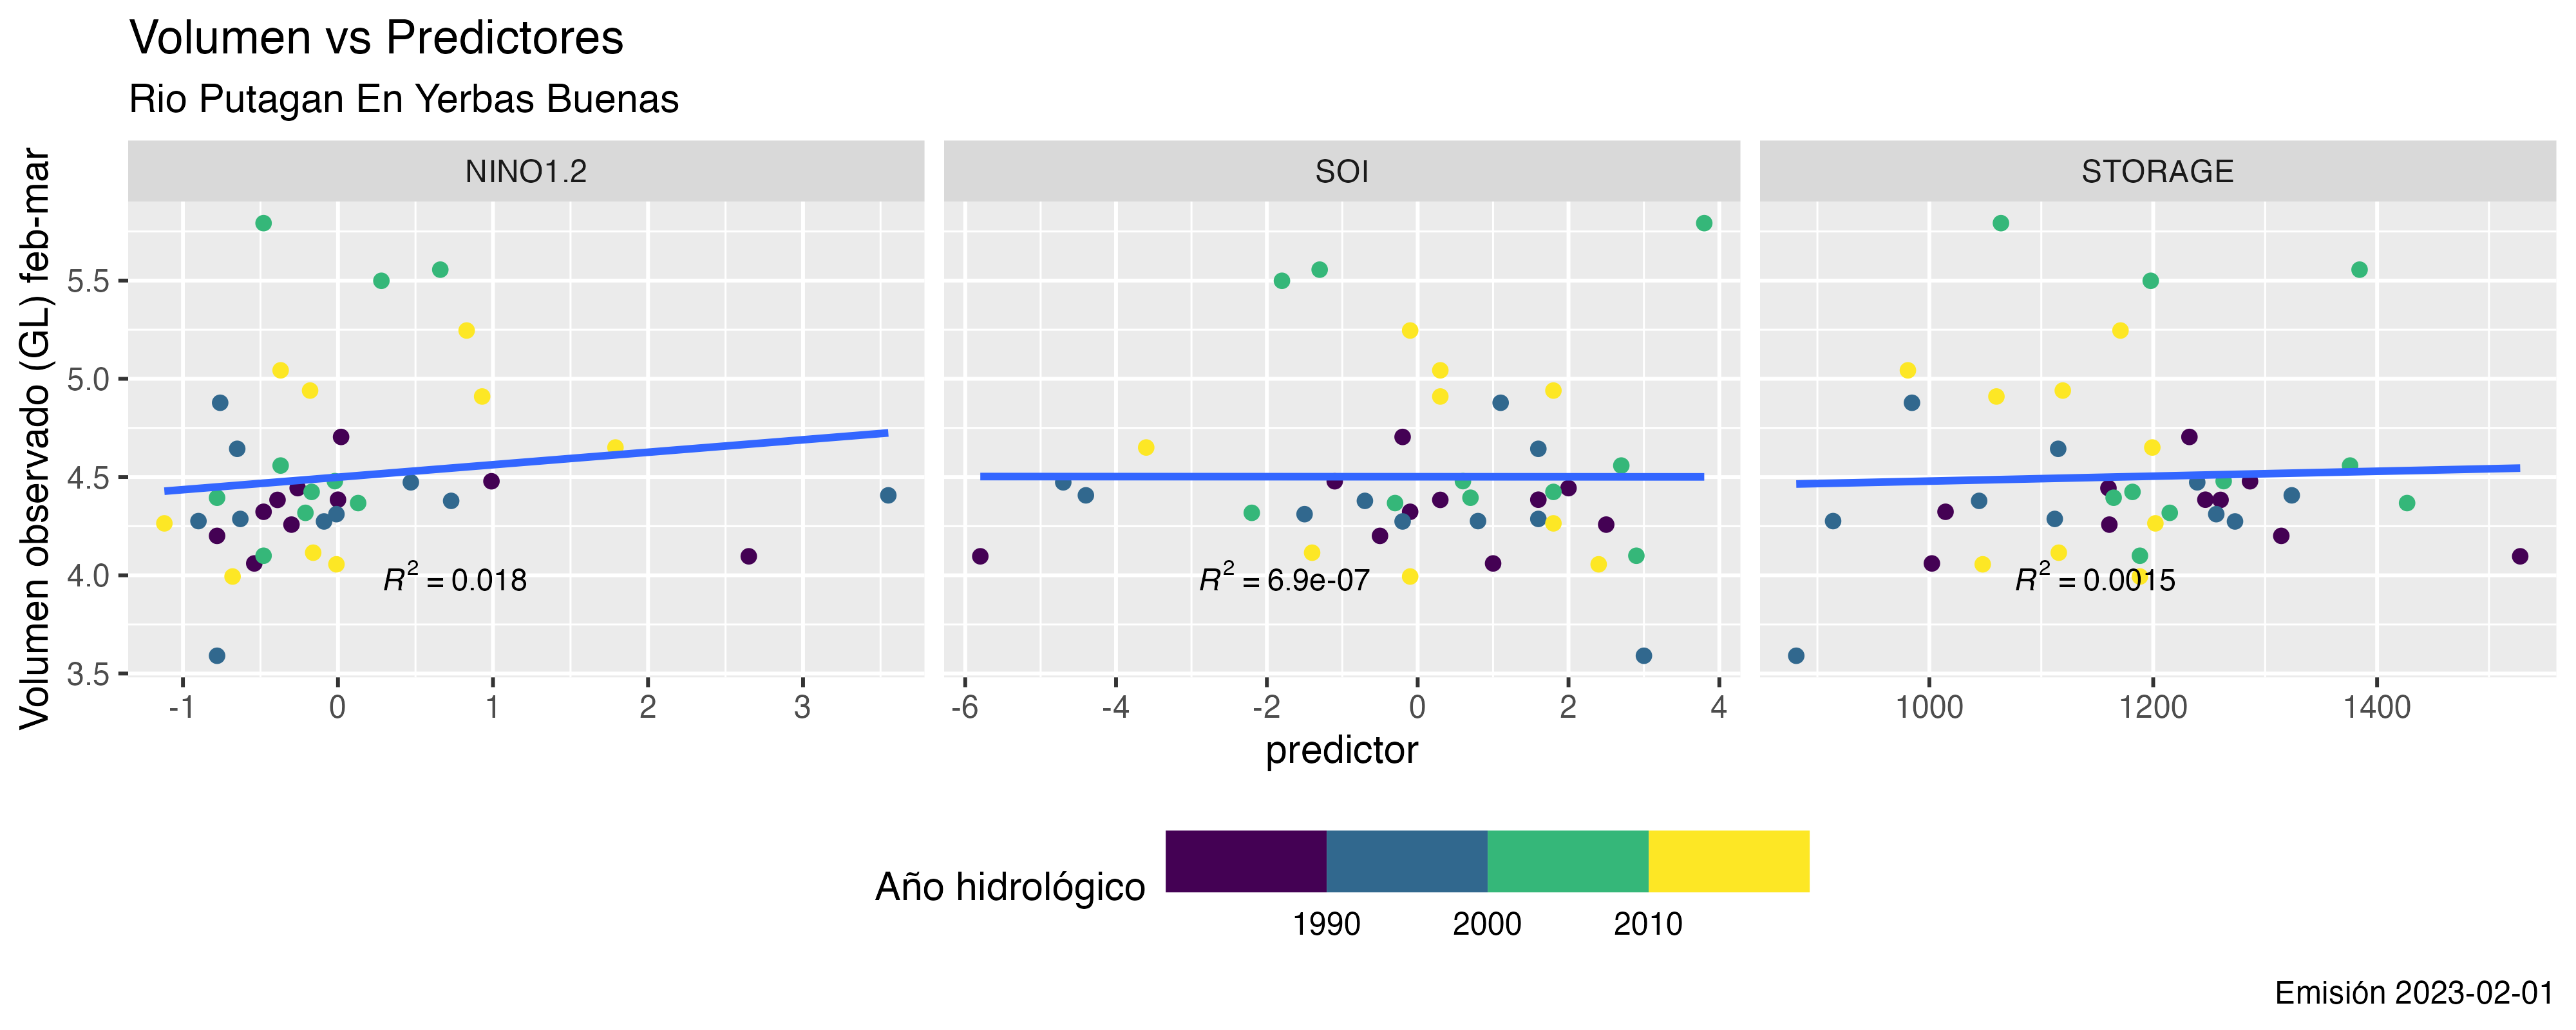 Volumen vs Predictores
Rio Putagan En Yerbas Buenas
NINO1.2
SOI
STORAGE
Volumen observado (GL) feb-mar
5.5
5.0
4.5
4.0
3.5
R² = 0.018
R² = 6.9e-07
R² = 0.0015
-1 0 1 2 3
-6 -4 -2 0 2 4
1000 1200 1400
predictor
Año hidrológico
1990 2000 2010
Emisión 2023-02-01